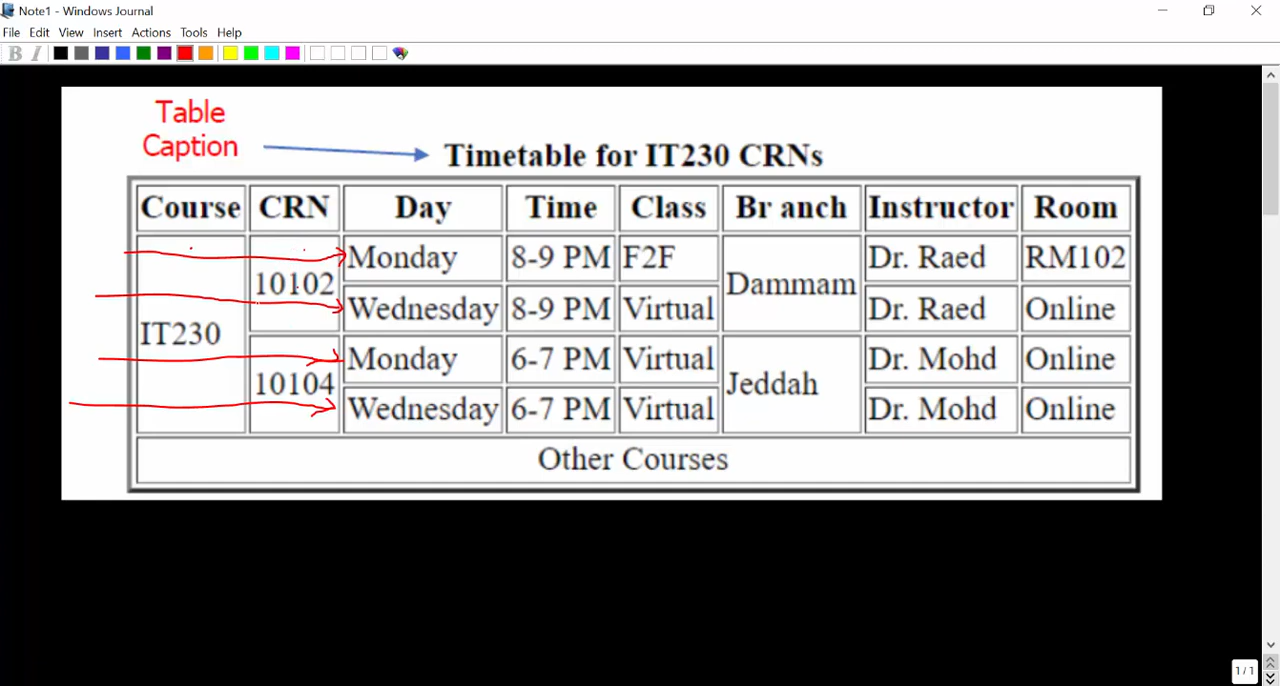 Note1 - Windows Journal
File Edit View Insert Actions Tools Help
B I
Table
Caption
Timetable for IT230 CRNs
Course CRN Day Time Class Br anch Instructor Room
IT230 10102 Monday 8-9 PM F2F Dammam Dr. Raed RM102
Wednesday 8-9 PM Virtual Dr. Raed Online
10104 Monday 6-7 PM Virtual Jeddah Dr. Mohd Online
Wednesday 6-7 PM Virtual Dr. Mohd Online
Other Courses
1/1